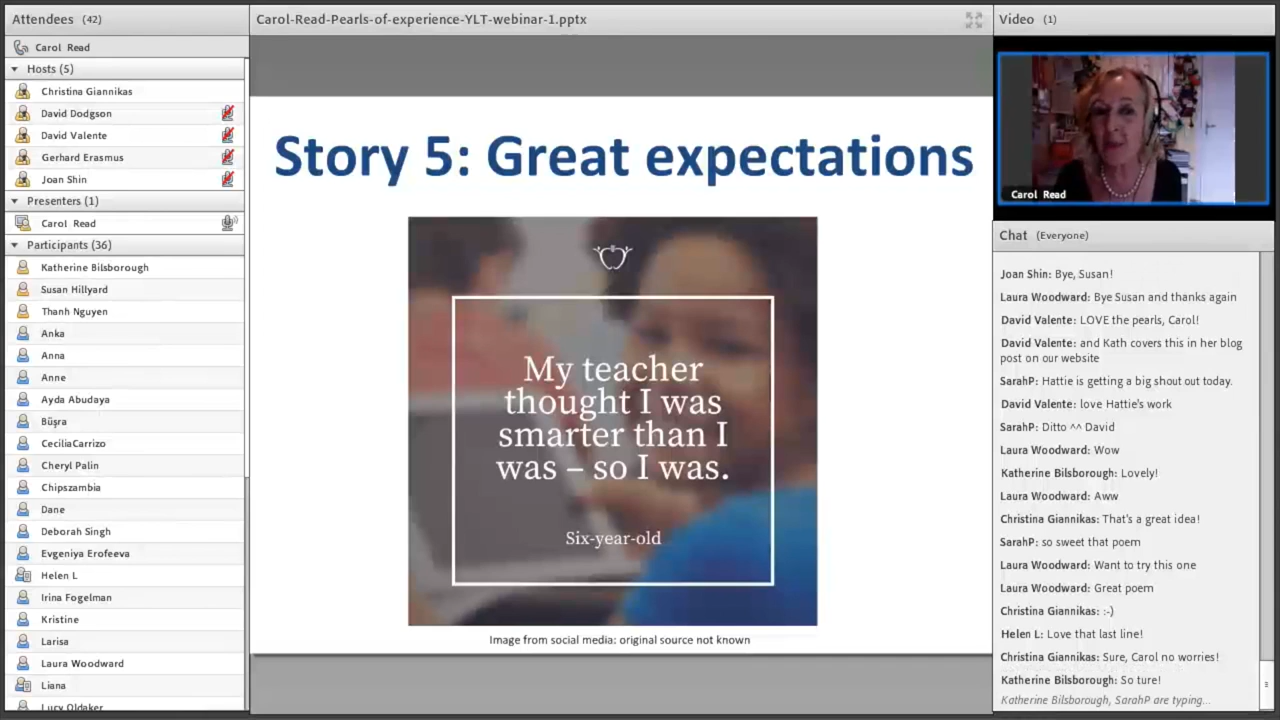 Attendees (42)
Carol Read
Hosts (5)
Christina Giannikas
David Dodgson
David Valente
Gerhard Erasmus
Joan Shin
Presenters (1)
Carol Read
Participants (36)
Katherine Bilsborough
Susan Hillyard
Thanh Nguyen
Anka
Anna
Anne
Ayda Abudaya
Büşra
CeciliaCarrizo
Cheryl Palin
Chipszambia
Dane
Deborah Singh
Evgeniya Erofeeva
Helen L
Irina Fogelman
Kristine
Larisa
Laura Woodward
Liana
Lucy Oldaker
Carol-Read-Pearls-of-experience-YLT-webinar-1.pptx
Story 5: Great expectations
My teacher
thought I was
smarter than I
was – so I was.
Six-year-old
Image from social media: original source not known
Video (1)
Carol Read
Chat (Everyone)
Joan Shin: Bye, Susan!
Laura Woodward: Bye Susan and thanks again
David Valente: LOVE the pearls, Carol!
David Valente: and Kath covers this in her blog
post on our website
SarahP: Hattie is getting a big shout out today.
David Valente: love Hattie's work
SarahP: Ditto ^^ David
Laura Woodward: Wow
Katherine Bilsborough: Lovely!
Laura Woodward: Aww
Christina Giannikas: That's a great idea!
SarahP: so sweet that poem
Laura Woodward: Want to try this one
Laura Woodward: Great poem
Christina Giannikas: :-)
Helen L: Love that last line!
Christina Giannikas: Sure, Carol no worries!
Katherine Bilsborough: So ture!
Katherine Bilsborough, SarahP are typing...